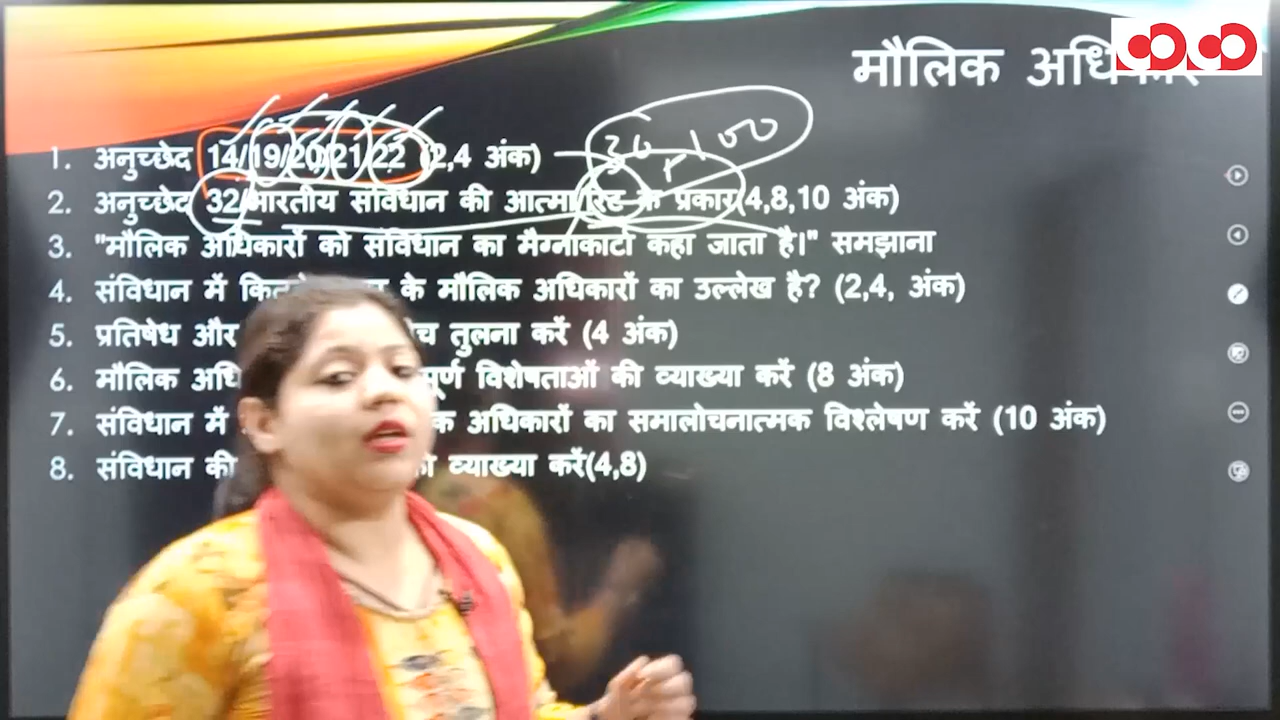 मौलिक अधिकार
30-100
1. अनुच्छेद 14/19/20/21/22 (2,4 अंक)
2. अनुच्छेद 32/भारतीय संविधान की आत्मा/रिट के प्रकार(4,8,10 अंक)
3. "मौलिक अधिकारों को संविधान का मैग्नाकार्टा कहा जाता है।" समझाना
4. संविधान में के मौलिक अधिकारों का उल्लेख है? (2,4, अंक)
5. प्रतिषेध और तुलना करें (4 अंक)
6. मौलिक विशेषताओं की व्याख्या करें (8 अंक)
7. संविधान में अधिकारों का समालोचनात्मक विश्लेषण करें (10 अंक)
8. संविधान की व्याख्या करें(4,8)